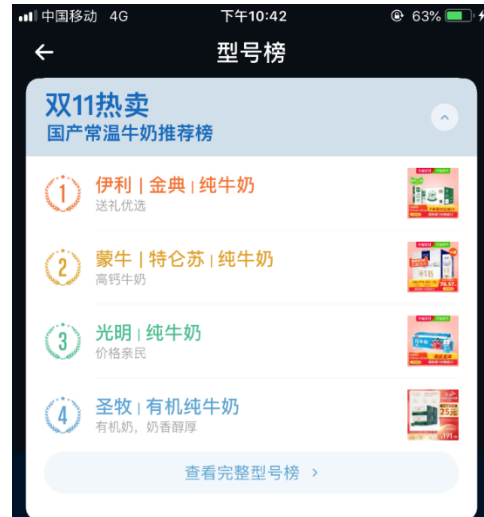 中国移动 4G 下午10:42 63%
型号榜
双11热卖
国产常温牛奶推荐榜
1 伊利 | 金典 | 纯牛奶
送礼优选
2 蒙牛 | 特仑苏 | 纯牛奶
高钙牛奶
3 光明 | 纯牛奶
价格亲民
4 圣牧 | 有机纯牛奶
有机奶，奶香醇厚
25元
查看完整型号榜 >